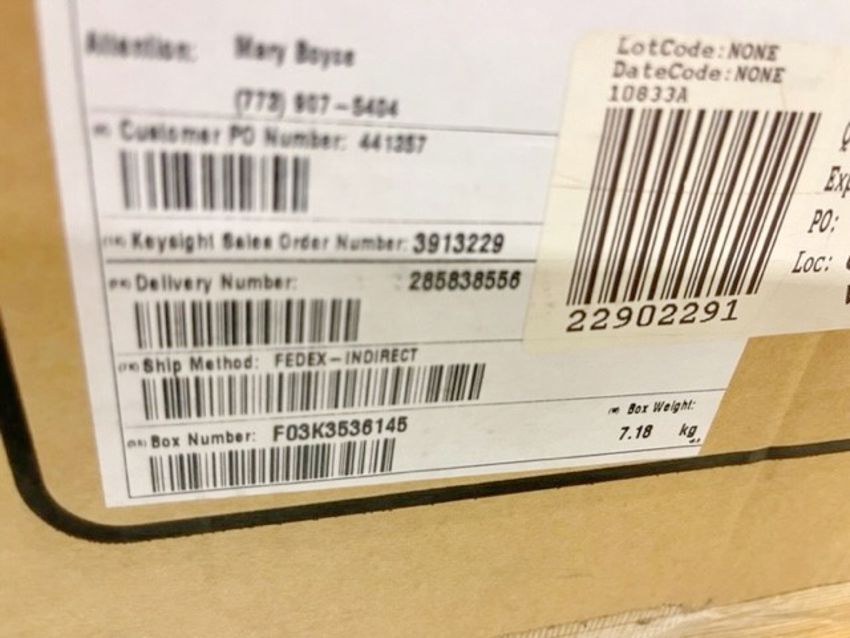 Attention: Mary Boyse
(773) 907-5404
Customer PO Number: 441357
Keysight Sales Order Number: 3913229
Delivery Number: 285838556
Ship Method: FEDEX-INDIRECT
Box Number: F03K3536145
Box Weight:
7.18 kg
LotCode:NONE
DateCode:NONE
10833A
22902291
Exp
PO:
Loc: